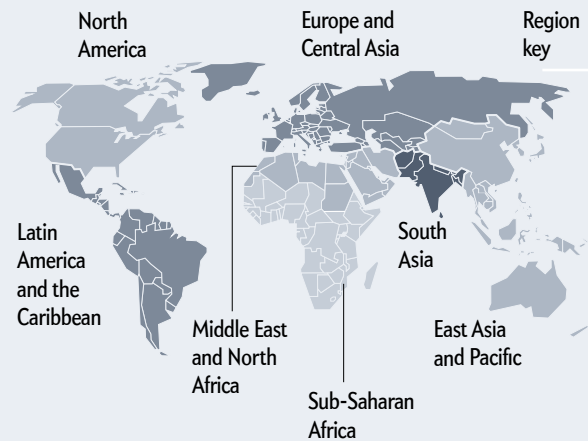 North
America
Europe and
Central Asia
Region
key
Latin
America
and the
Caribbean
South
Asia
Middle East
and North
Africa
East Asia
and Pacific
Sub-Saharan
Africa